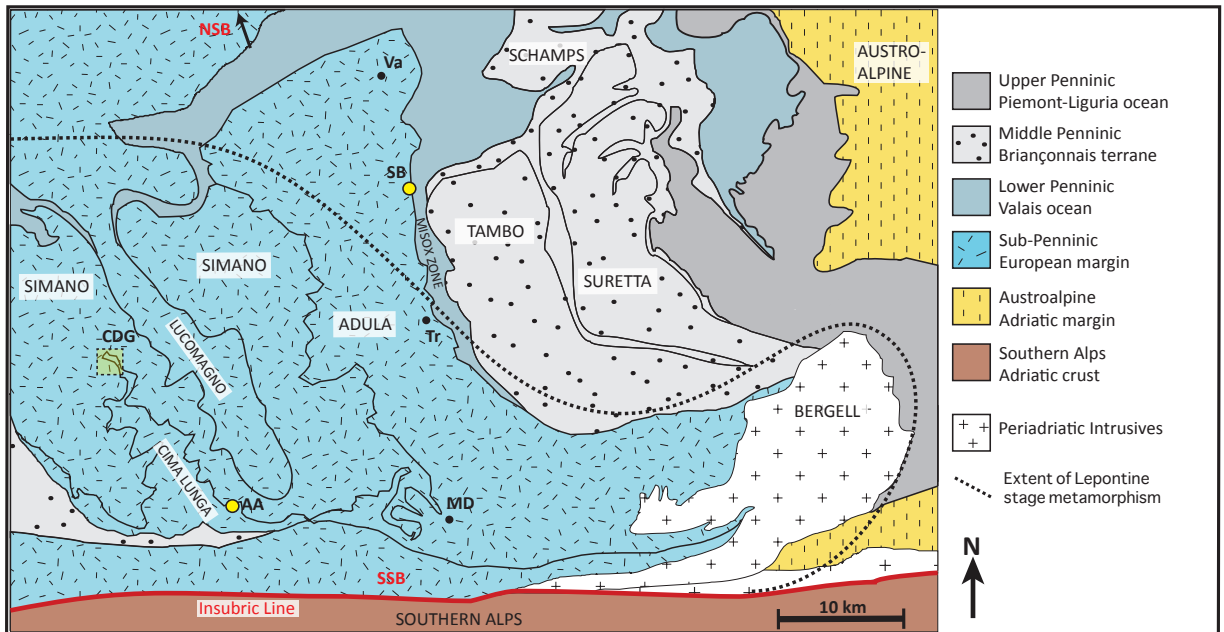 NSB
Va
SCHAMPS
AUSTRO-
ALPINE
SB
MISOX ZONE
TAMBO
SIMANO
SIMANO
SURETTA
ADULA
Tr
CDG
LUCOMAGNO
BERGELL
CIMA LUNGA
AA
MD
SSB
Insubric Line
SOUTHERN ALPS
10 km
N
Upper Penninic
Piemont-Liguria ocean
Middle Penninic
Briançonnais terrane
Lower Penninic
Valais ocean
Sub-Penninic
European margin
Austroalpine
Adriatic margin
Southern Alps
Adriatic crust
Periadriatic Intrusives
Extent of Lepontine
stage metamorphism